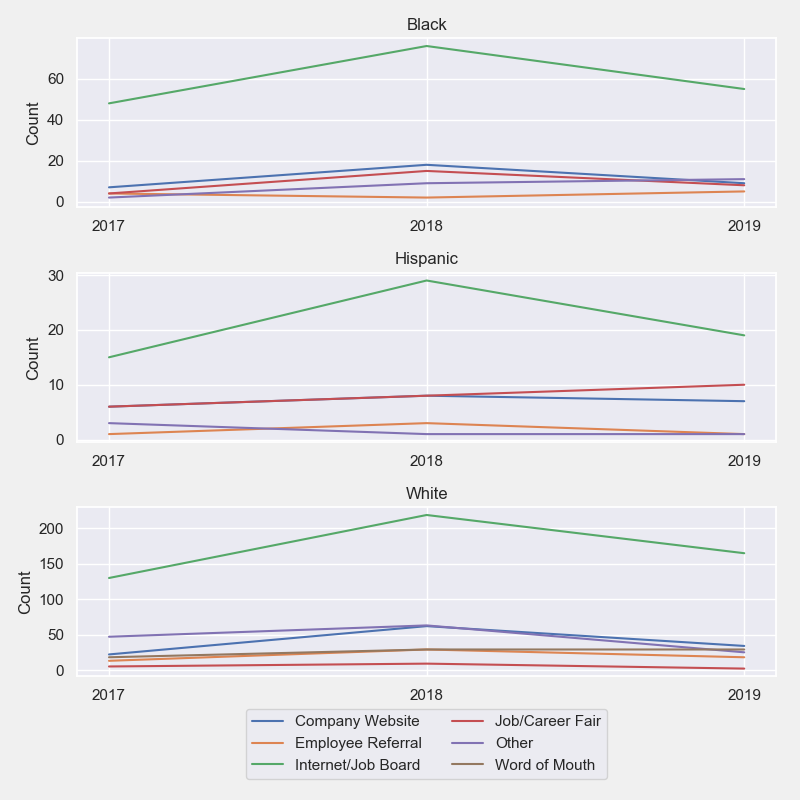 Black
60
40
20
0
Count
2017 2018 2019
Hispanic
30
20
10
0
Count
2017 2018 2019
White
200
150
100
50
0
Count
2017 2018 2019
Company Website Job/Career Fair
Employee Referral Other
Internet/Job Board Word of Mouth